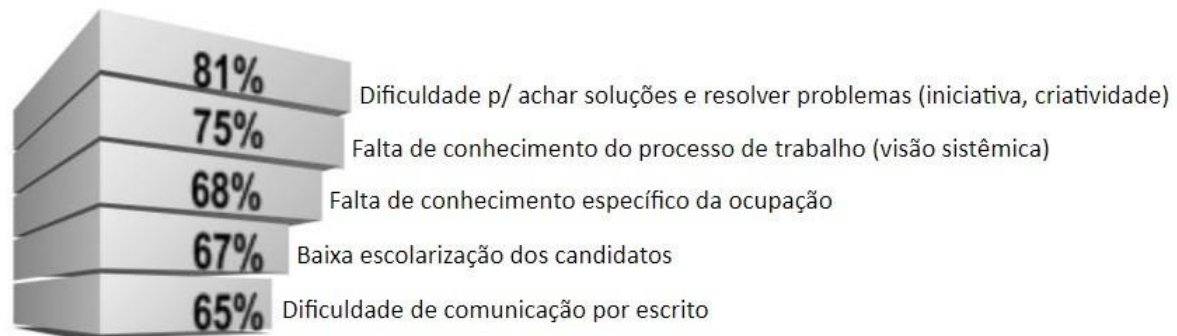 81%
Dificuldade p/ achar soluções e resolver problemas (iniciativa, criatividade)
75%
Falta de conhecimento do processo de trabalho (visão sistêmica)
68%
Falta de conhecimento específico da ocupação
67%
Baixa escolarização dos candidatos
65%
Dificuldade de comunicação por escrito